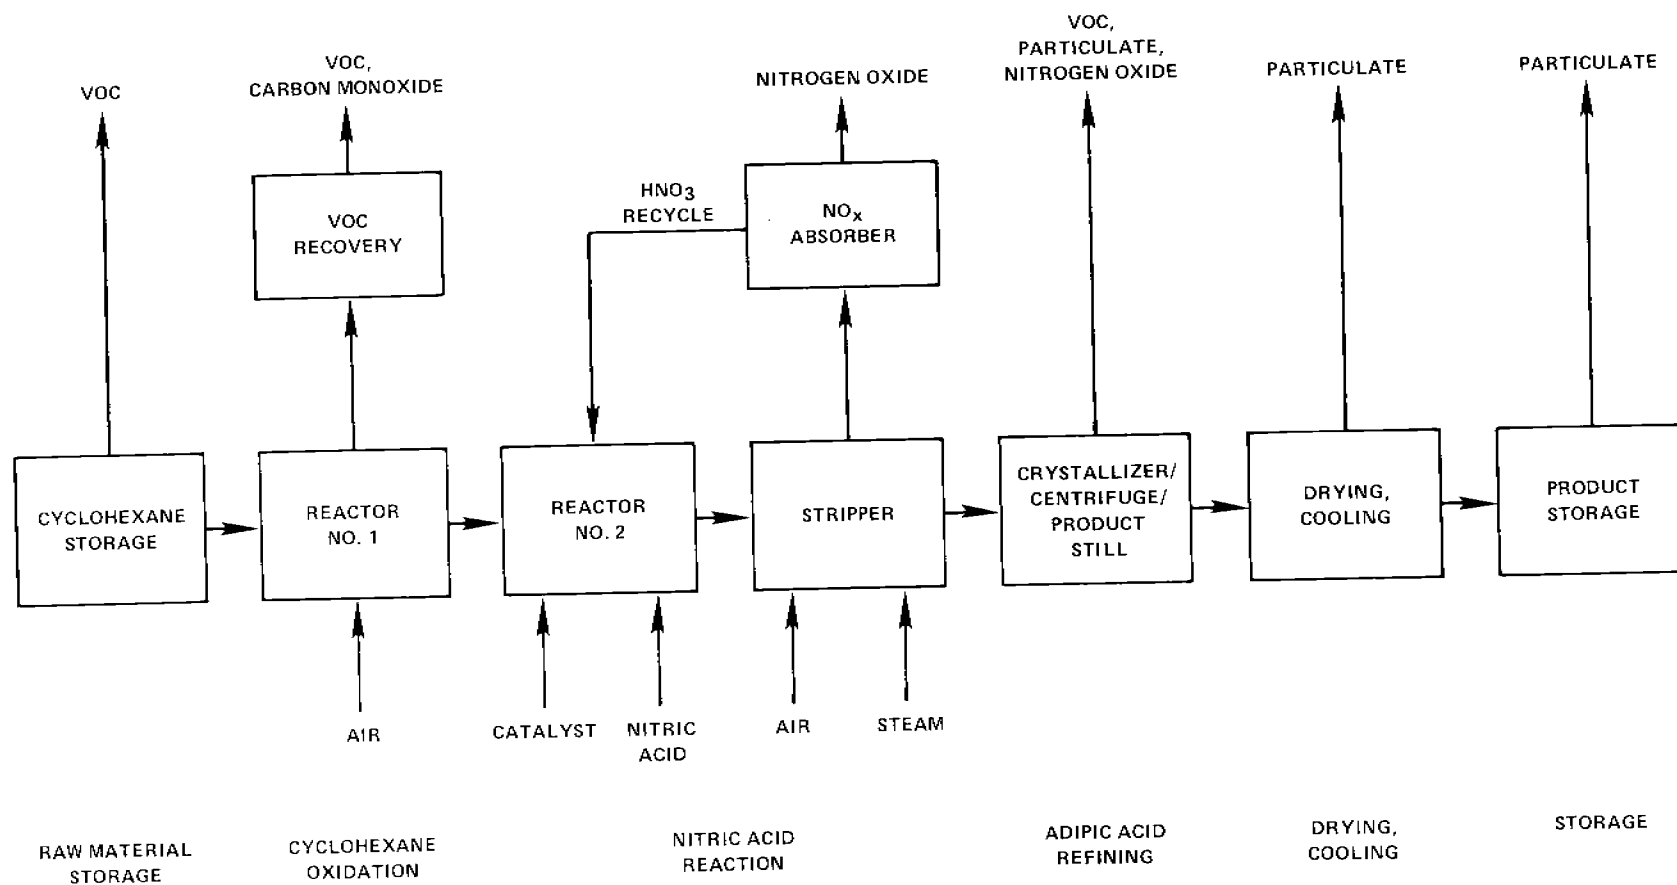 VOC
VOC,
CARBON MONOXIDE
NITROGEN OXIDE
VOC,
PARTICULATE,
NITROGEN OXIDE
PARTICULATE
PARTICULATE
VOC
RECOVERY
HNO3
RECYCLE
NOx
ABSORBER
CYCLOHEXANE
STORAGE
REACTOR
NO. 1
REACTOR
NO. 2
STRIPPER
CRYSTALLIZER/
CENTRIFUGE/
PRODUCT
STILL
DRYING,
COOLING
PRODUCT
STORAGE
AIR
CATALYST
NITRIC
ACID
AIR
STEAM
RAW MATERIAL
STORAGE
CYCLOHEXANE
OXIDATION
NITRIC ACID
REACTION
ADIPIC ACID
REFINING
DRYING,
COOLING
STORAGE